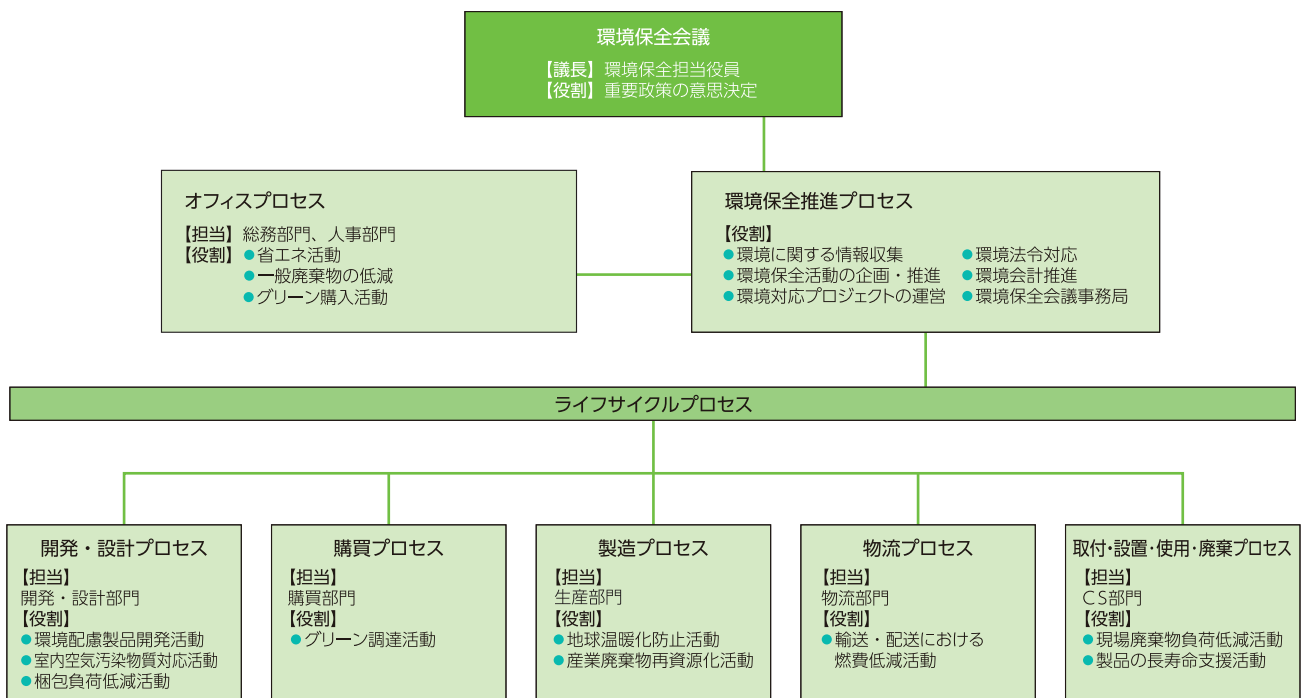 環境保全会議
【議長】環境保全担当役員
【役割】重要政策の意思決定
オフィスプロセス
【担当】総務部門、人事部門
【役割】●省エネ活動
●一般廃棄物の低減
●グリーン購入活動
環境保全推進プロセス
【役割】
●環境に関する情報収集
●環境保全活動の企画・推進
●環境対応プロジェクトの運営
●環境法令対応
●環境会計推進
●環境保全会議事務局
ライフサイクルプロセス
開発・設計プロセス
【担当】
開発・設計部門
【役割】
●環境配慮製品開発活動
●室内空気汚染物質対応活動
●梱包負荷低減活動
購買プロセス
【担当】
購買部門
【役割】
●グリーン調達活動
製造プロセス
【担当】
生産部門
【役割】
●地球温暖化防止活動
●産業廃棄物再資源化活動
物流プロセス
【担当】
物流部門
【役割】
●輸送・配送における
燃費低減活動
取付・設置・使用・廃棄プロセス
【担当】
CS部門
【役割】
●現場廃棄物負荷低減活動
●製品の長寿命支援活動